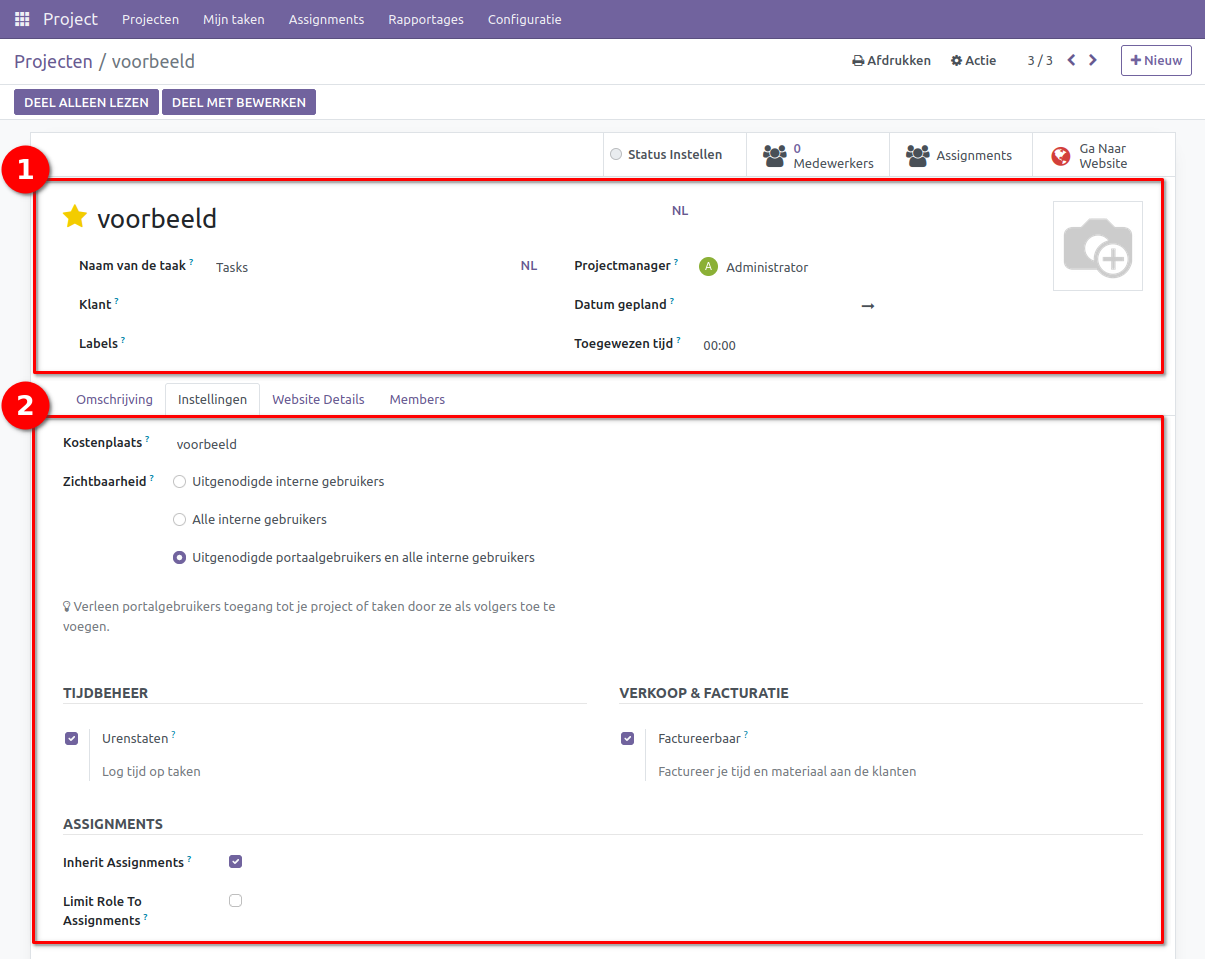 Project Projecten Mijn taken Assignments Rapportages Configuratie
Projecten / voorbeeld Afdrukken Actie 3 / 3 Nieuw
DEEL ALLEEN LEZEN DEEL MET BEWERKEN
Status Instellen 0 Medewerkers Assignments Ga Naar Website
1
voorbeeld NL
Naam van de taak ? Tasks NL Projectmanager ? A Administrator
Klant ? Datum gepland ? →
Labels ? Toegewezen tijd ? 00:00
2
Omschrijving Instellingen Website Details Members
Kostenplaats ? voorbeeld
Zichtbaarheid ? Uitgenodigde interne gebruikers
Alle interne gebruikers
Uitgenodigde portaalgebruikers en alle interne gebruikers
Verleen portalgebruikers toegang tot je project of taken door ze als volgers toe te
voegen.
TIJDBEHEER VERKOOP & FACTURATIE
Urenstaten ? Factureerbaar ?
Log tijd op taken Factureer je tijd en materiaal aan de klanten
ASSIGNMENTS
Inherit Assignments ?
Limit Role To
Assignments ?